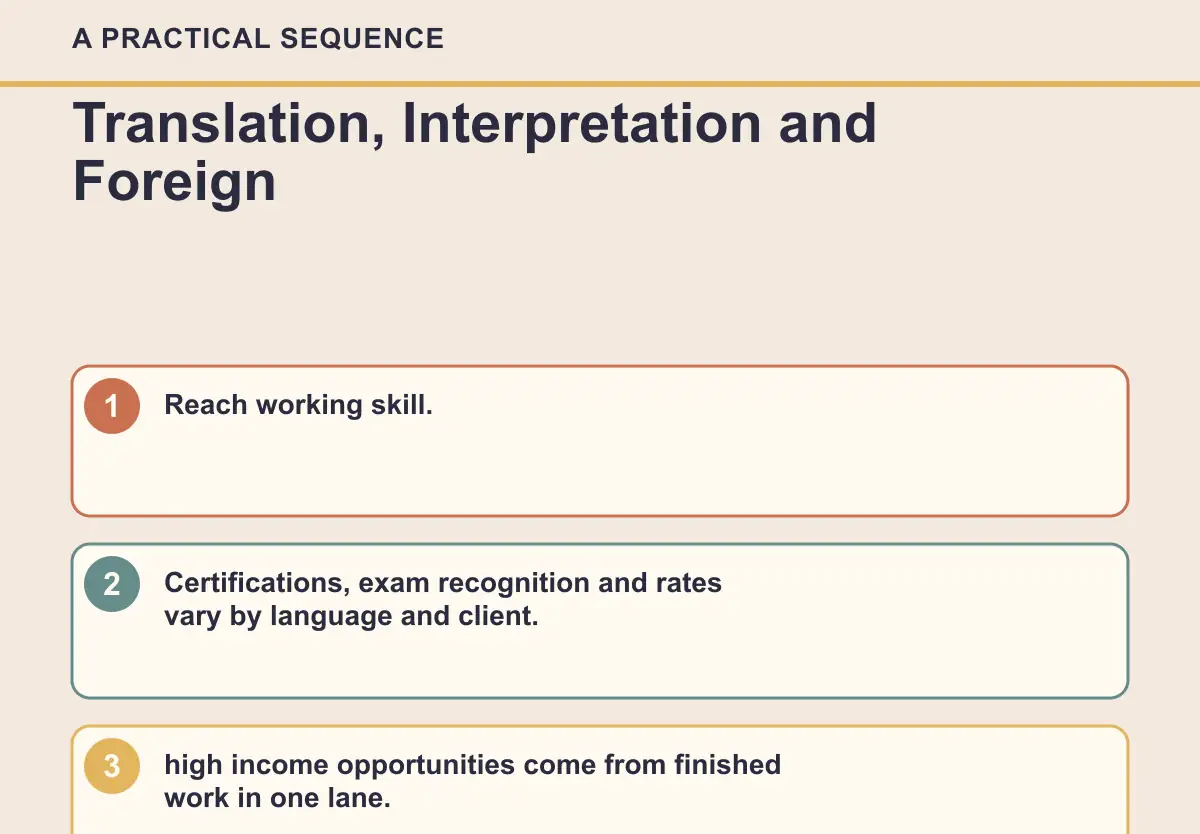 A PRACTICAL SEQUENCE
Translation, Interpretation and
Foreign
1
Reach working skill.
2
Certifications, exam recognition and rates
vary by language and client.
3
high income opportunities come from finished
work in one lane.